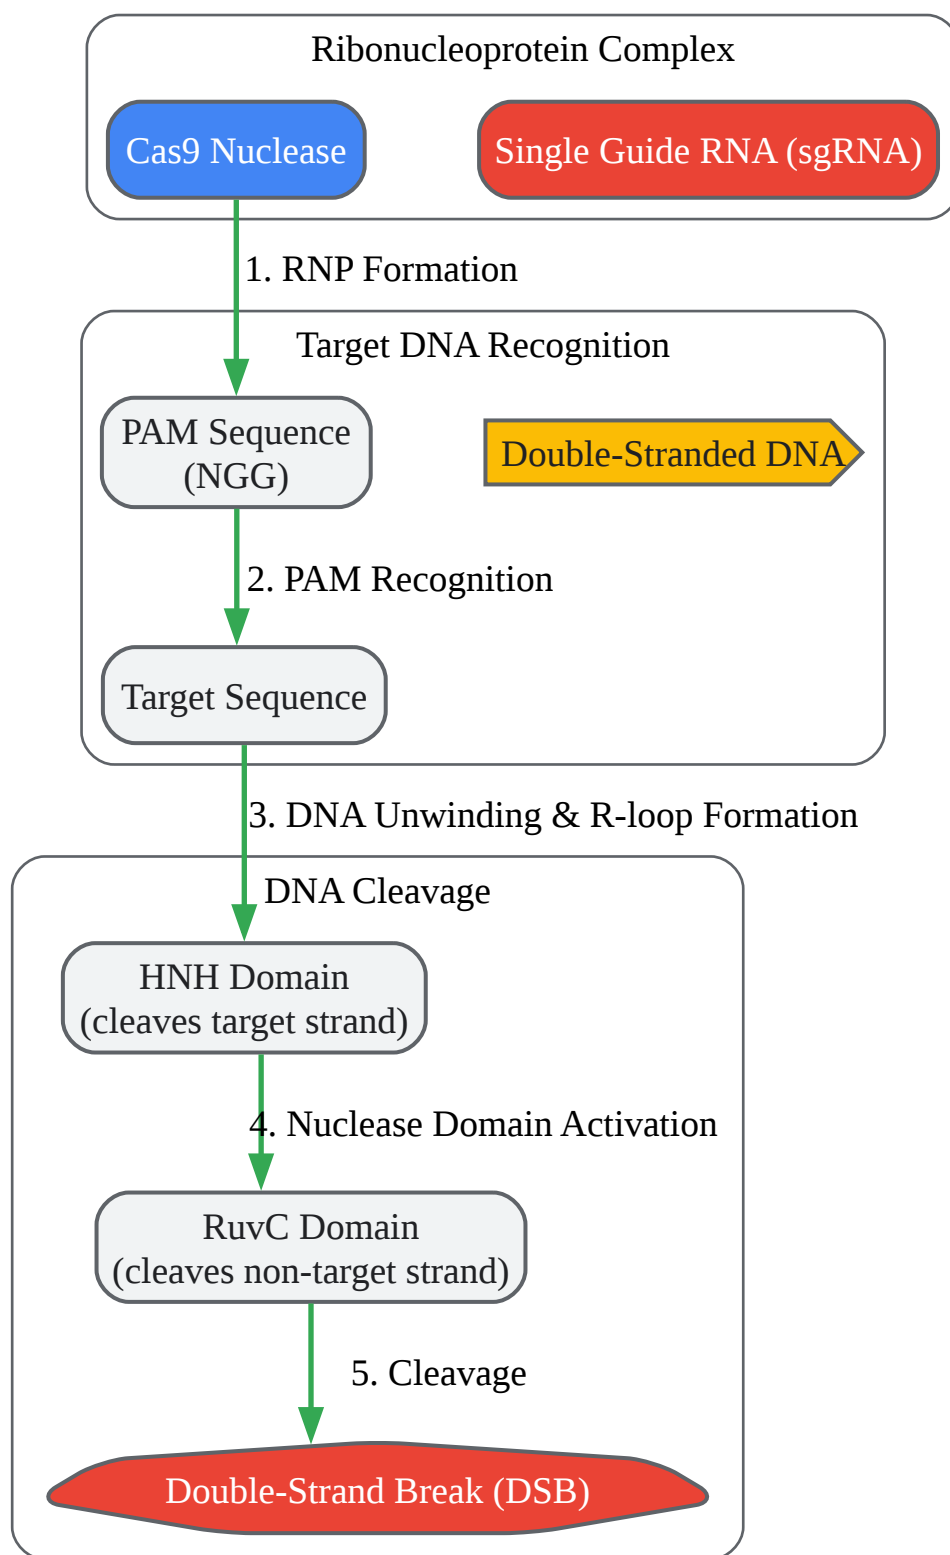 Ribonucleoprotein Complex
Cas9 Nuclease
Single Guide RNA (sgRNA)
1. RNP Formation
Target DNA Recognition
PAM Sequence
(NGG)
Double-Stranded DNA
2. PAM Recognition
Target Sequence
3. DNA Unwinding & R-loop Formation
DNA Cleavage
HNH Domain
(cleaves target strand)
4. Nuclease Domain Activation
RuvC Domain
(cleaves non-target strand)
5. Cleavage
Double-Strand Break (DSB)